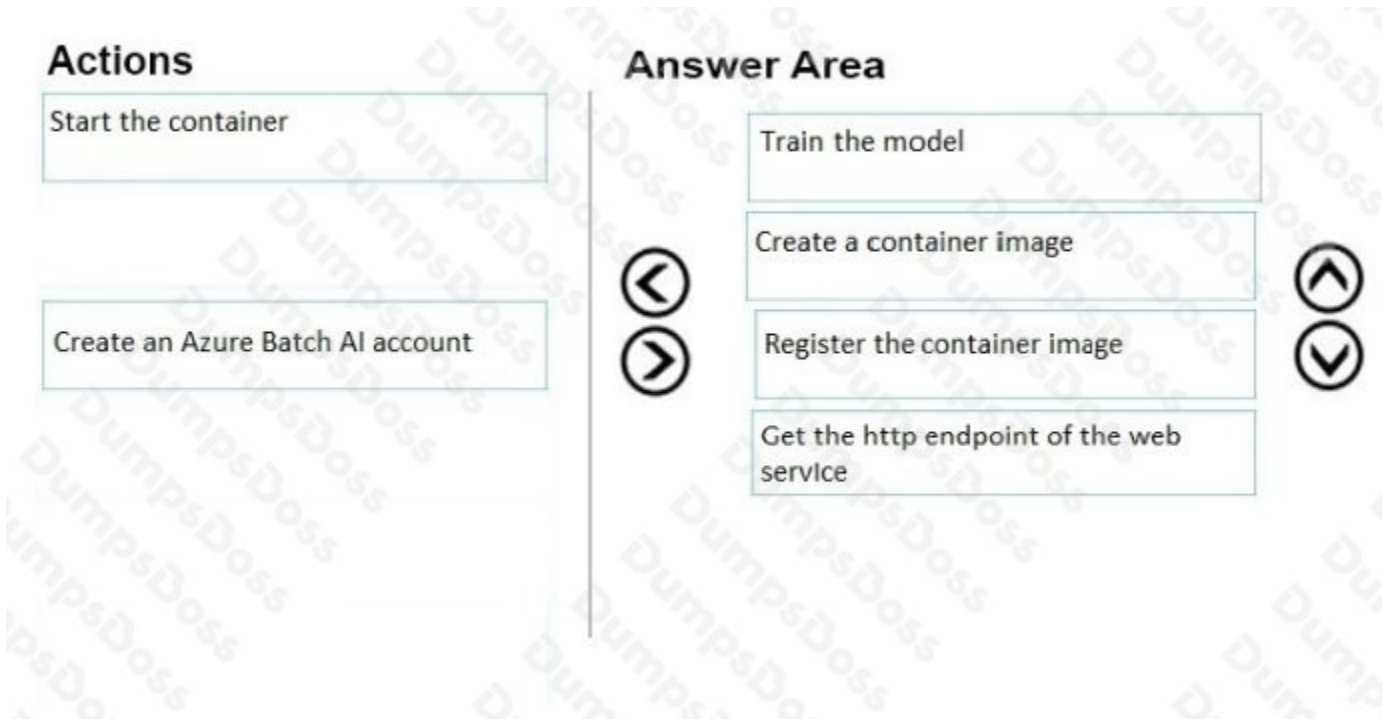 Actions
Start the container
Create an Azure Batch AI account
Answer Area
Train the model
Create a container image
Register the container image
Get the http endpoint of the web
service
DumpsDoss